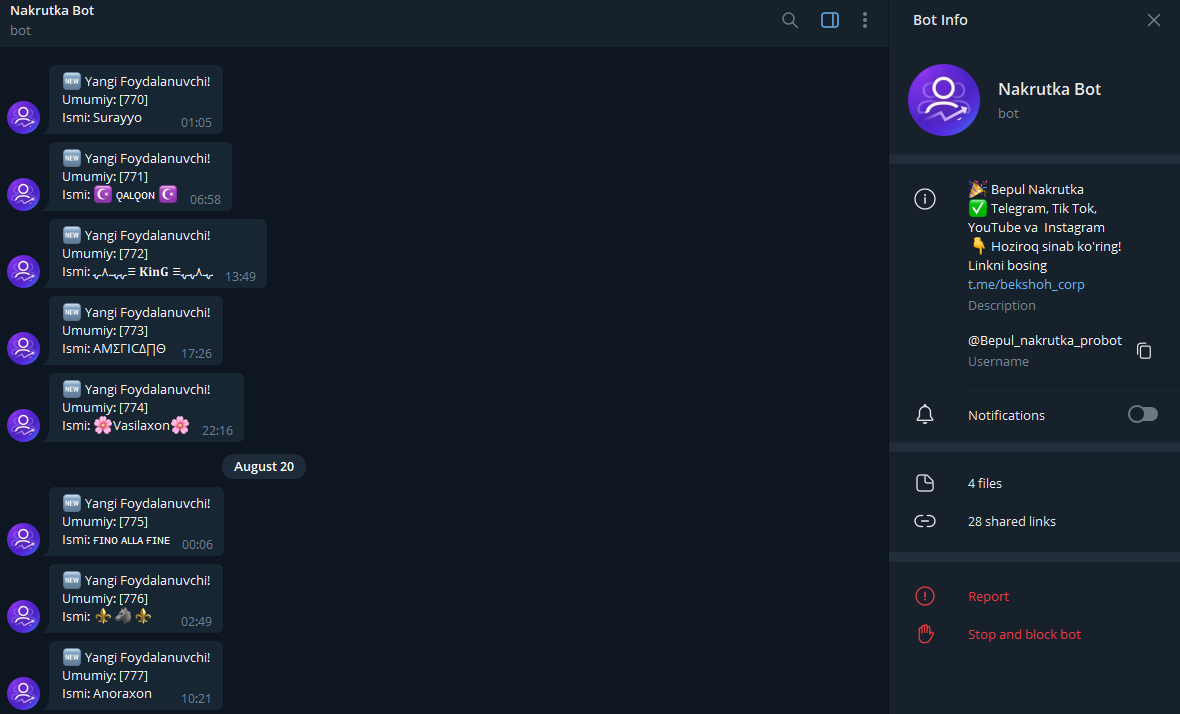 Nakrutka Bot
bot
🆕 Yangi Foydalanuvchi!
Umumiy: [770]
Ismi: Surayyo
01:05
🆕 Yangi Foydalanuvchi!
Umumiy: [771]
Ismi: ☪️ ǫᴀʟǫᴏɴ ☪️
06:58
🆕 Yangi Foydalanuvchi!
Umumiy: [772]
Ismi: 𝐊𝐢𝐧𝐆
13:49
🆕 Yangi Foydalanuvchi!
Umumiy: [773]
Ismi: ΑΜΣΓІCΔ∏Θ
17:26
🆕 Yangi Foydalanuvchi!
Umumiy: [774]
Ismi: 🌸Vasilaxon🌸
22:16
August 20
🆕 Yangi Foydalanuvchi!
Umumiy: [775]
Ismi: ғɪɴᴏ ᴀʟʟᴀ ғɪɴᴇ
00:06
🆕 Yangi Foydalanuvchi!
Umumiy: [776]
Ismi: ⚜️🐴⚜️
02:49
🆕 Yangi Foydalanuvchi!
Umumiy: [777]
Ismi: Anoraxon
10:21
Bot Info
Nakrutka Bot
bot
🎉 Bepul Nakrutka
✅ Telegram, Tik Tok,
YouTube va Instagram
👇 Hoziroq sinab ko'ring!
Linkni bosing
t.me/bekshoh_corp
Description
@Bepul_nakrutka_probot
Username
Notifications
4 files
28 shared links
Report
Stop and block bot